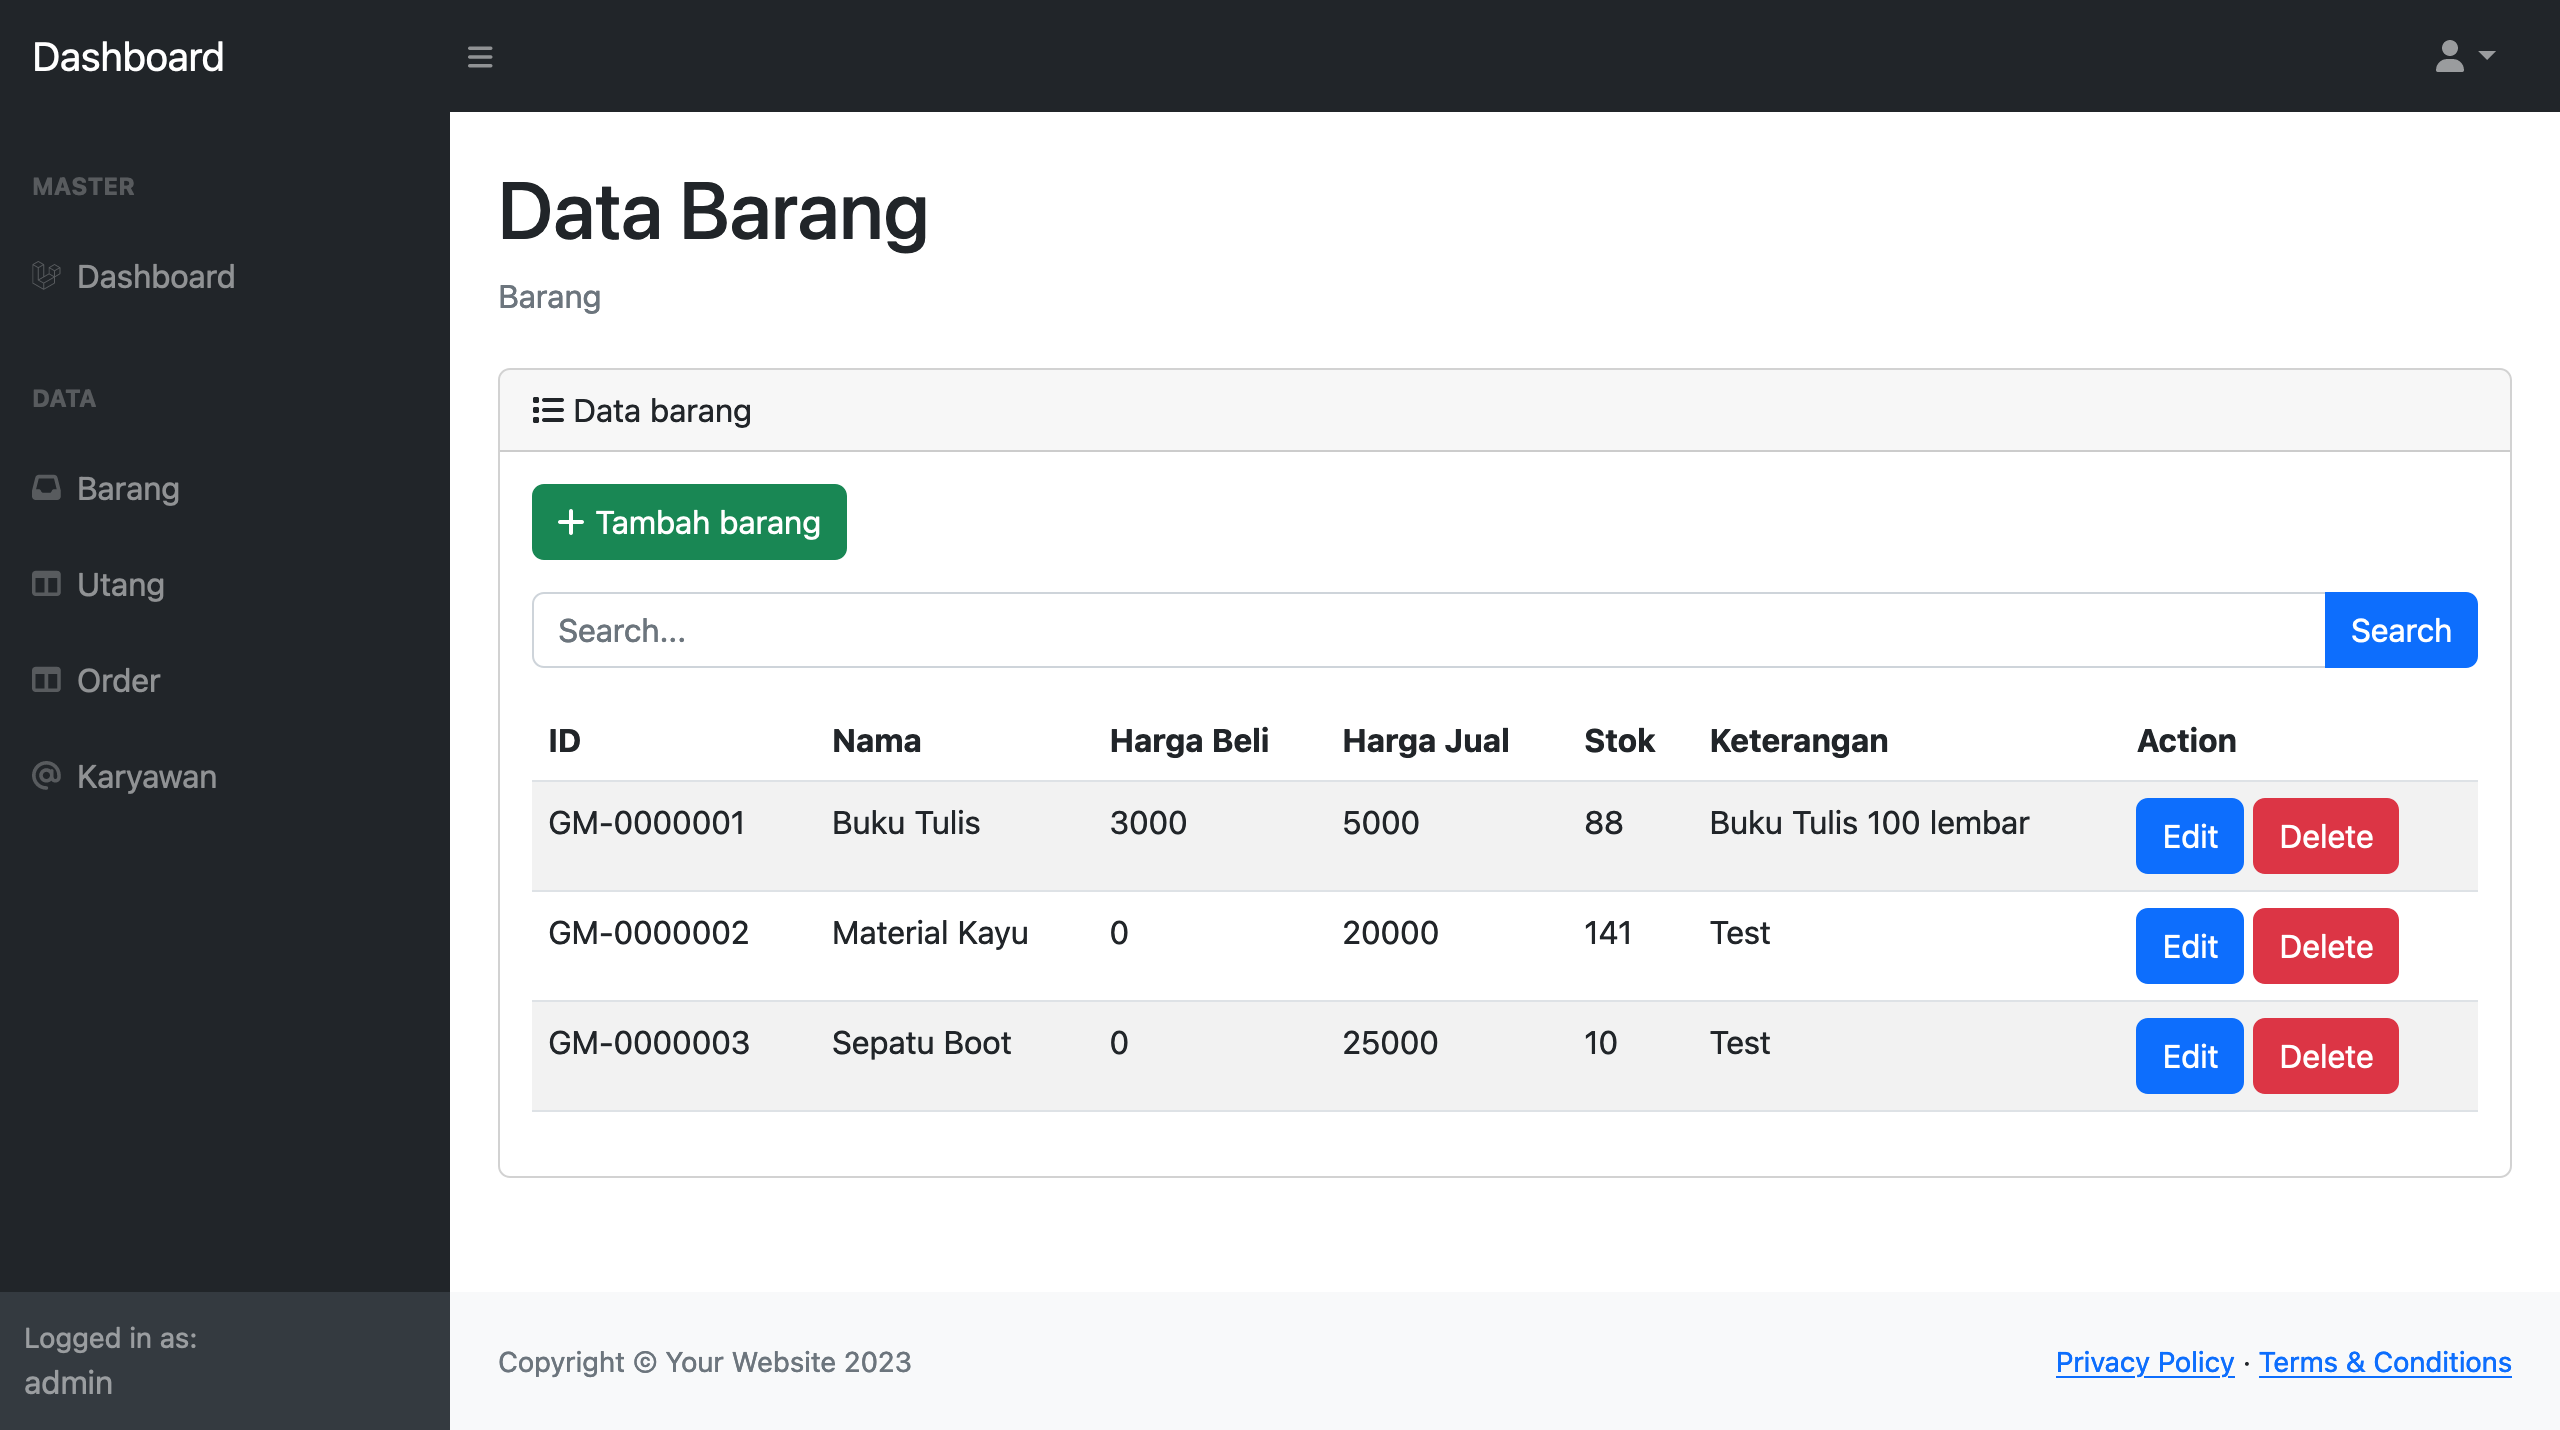 Dashboard
MASTER
Dashboard
DATA
Barang
Utang
Order
Karyawan
Logged in as:
admin
Data Barang
Barang
Data barang
+ Tambah barang
Search... Search
ID Nama Harga Beli Harga Jual Stok Keterangan Action
GM-0000001 Buku Tulis 3000 5000 88 Buku Tulis 100 lembar Edit Delete
GM-0000002 Material Kayu 0 20000 141 Test Edit Delete
GM-0000003 Sepatu Boot 0 25000 10 Test Edit Delete
Copyright © Your Website 2023 Privacy Policy · Terms & Conditions